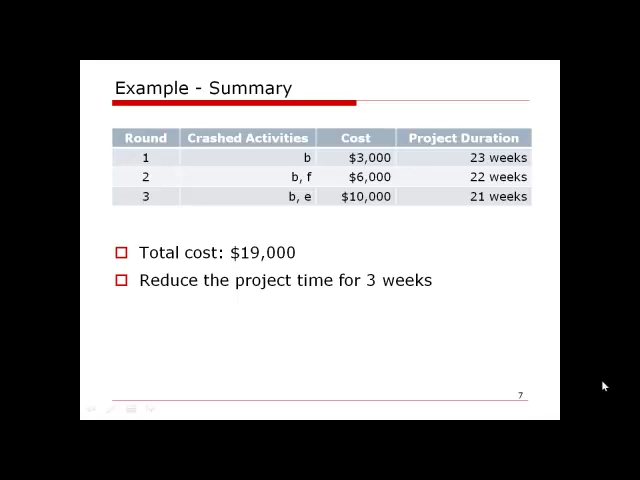 Example - Summary
Round Crashed Activities Cost Project Duration
1 b $3,000 23 weeks
2 b, f $6,000 22 weeks
3 b, e $10,000 21 weeks
Total cost: $19,000
Reduce the project time for 3 weeks
7